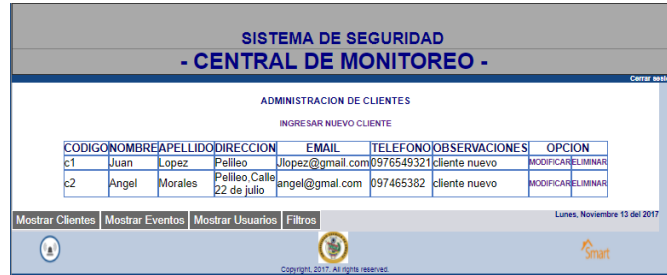 SISTEMA DE SEGURIDAD
- CENTRAL DE MONITOREO -
Cerrar sesi
ADMINISTRACION DE CLIENTES
INGRESAR NUEVO CLIENTE
CODIGO NOMBRE APELLIDO DIRECCION EMAIL TELEFONO OBSERVACIONES OPCION
c1 Juan Lopez Pelileo Jlopez@gmail.com 0976549321 cliente nuevo MODIFICAR ELIMINAR
c2 Angel Morales Pelileo,Calle 22 de julio angel@gmal.com 097465382 cliente nuevo MODIFICAR ELIMINAR
Mostrar Clientes Mostrar Eventos Mostrar Usuarios Filtros
Lunes, Noviembre 13 del 2017
Smart
Copyright, 2017. All rights reserved.